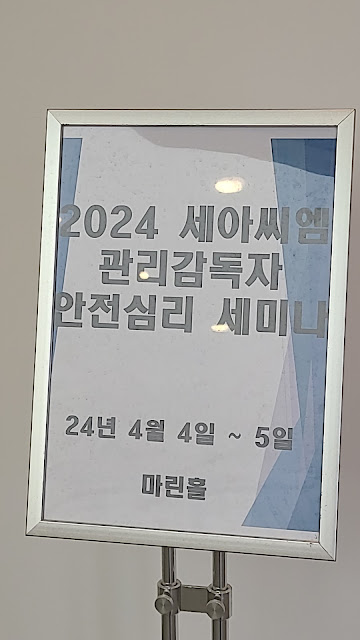 2024 세아씨엠
관리감독자
안전심리 세미나
24년 4월 4일 ~ 5일
마린홀